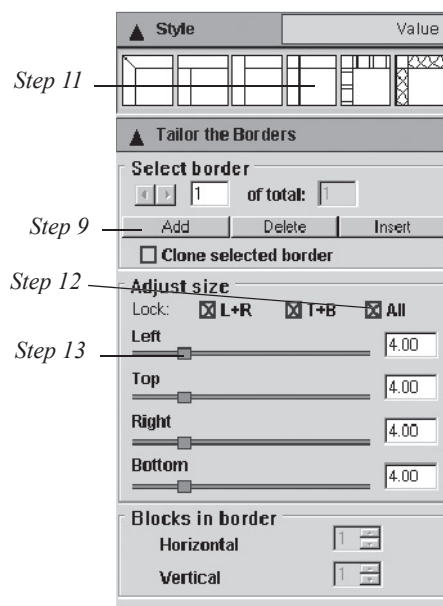 Style Value
Step 11
Tailor the Borders
Select border
1 of total: 1
Step 9 Add Delete Insert
Clone selected border
Step 12
Adjust size
Lock: L+R T+B All
Step 13
Left 4.00
Top 4.00
Right 4.00
Bottom 4.00
Blocks in border
Horizontal 1
Vertical 1